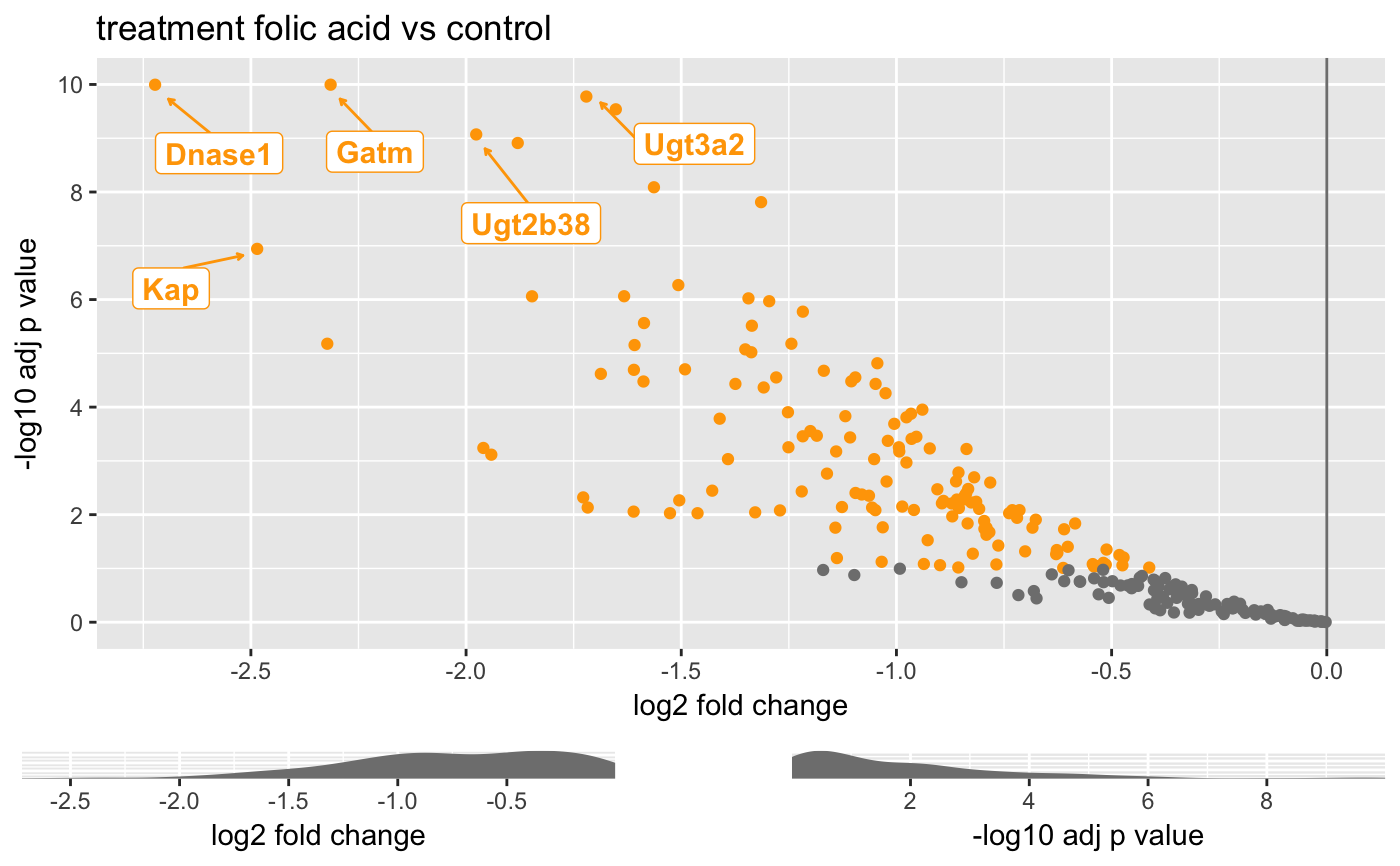 treatment folic acid vs control
-log10 adj p value
10
8
6
4
2
0
Dnase1
Gatm
Ugt3a2
Ugt2b38
Kap
-2.5 -2.0 -1.5 -1.0 -0.5 0.0
log2 fold change
-2.5 -2.0 -1.5 -1.0 -0.5
log2 fold change
2 4 6 8
-log10 adj p value